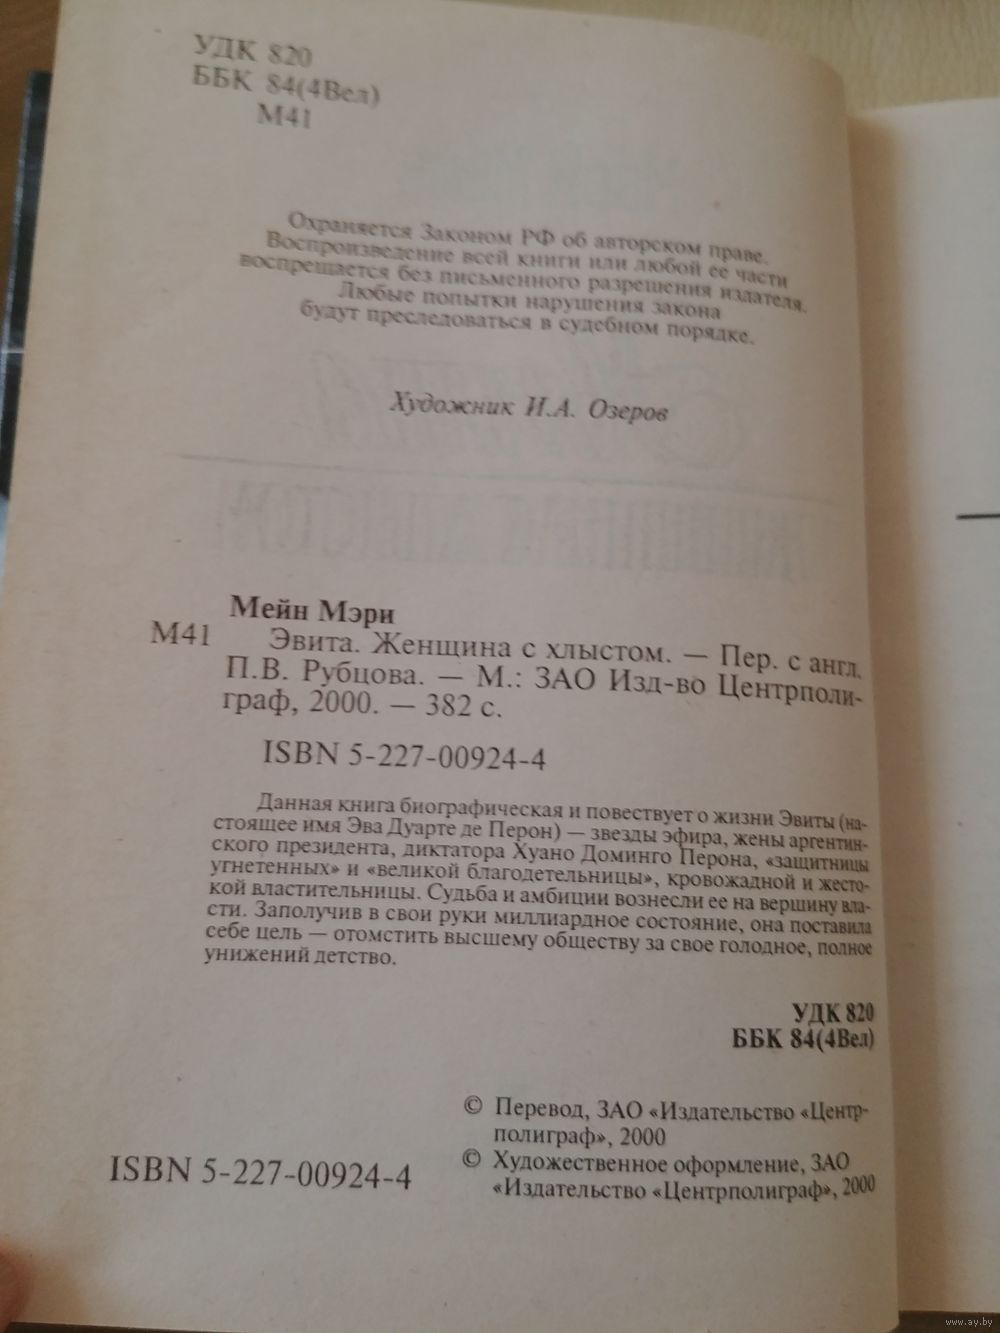 УДК 820
ББК 84(4Вел)
М41
Охраняется Законом РФ об авторском праве.
Воспроизведение всей книги или любой ее части
воспрещается без письменного разрешения издателя.
Любые попытки нарушения закона
будут преследоваться в судебном порядке.
Художник И.А. Озеров
Мейн Мэри
М41 Эвита. Женщина с хлыстом. — Пер. с англ.
П.В. Рубцова. — М.: ЗАО Изд-во Центрполи-
граф, 2000. — 382 с.
ISBN 5-227-00924-4
Данная книга биографическая и повествует о жизни Эвиты (на-
стоящее имя Эва Дуарте де Перон) — звезды эфира, жены аргентин-
ского президента, диктатора Хуано Доминго Перона, «защитницы
угнетенных» и «великой благодетельницы», кровожадной и жесто-
кой властительницы. Судьба и амбиции вознесли ее на вершину вла-
сти. Заполучив в свои руки миллиардное состояние, она поставила
себе цель — отомстить высшему обществу за свое голодное, полное
унижений детство.
УДК 820
ББК 84(4Вел)
© Перевод, ЗАО «Издательство «Центр-
полиграф», 2000
© Художественное оформление, ЗАО
«Издательство «Центрполиграф», 2000
ISBN 5-227-00924-4
www.ay.by